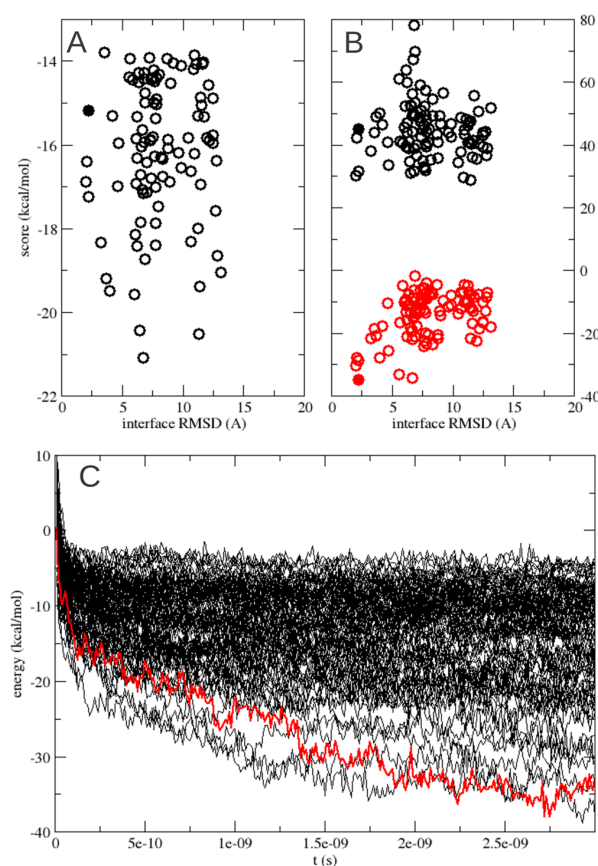 A
B
-14
-16
-18
-20
-22
score (kcal/mol)
0
5
10
15
20
interface RMSD (A)
80
60
40
20
0
-20
-40
0
5
10
15
20
interface RMSD (A)
C
10
0
-10
-20
-30
-40
energy (kcal/mol)
5e-10
1e-09
1.5e-09
2e-09
2.5e-09
t (s)